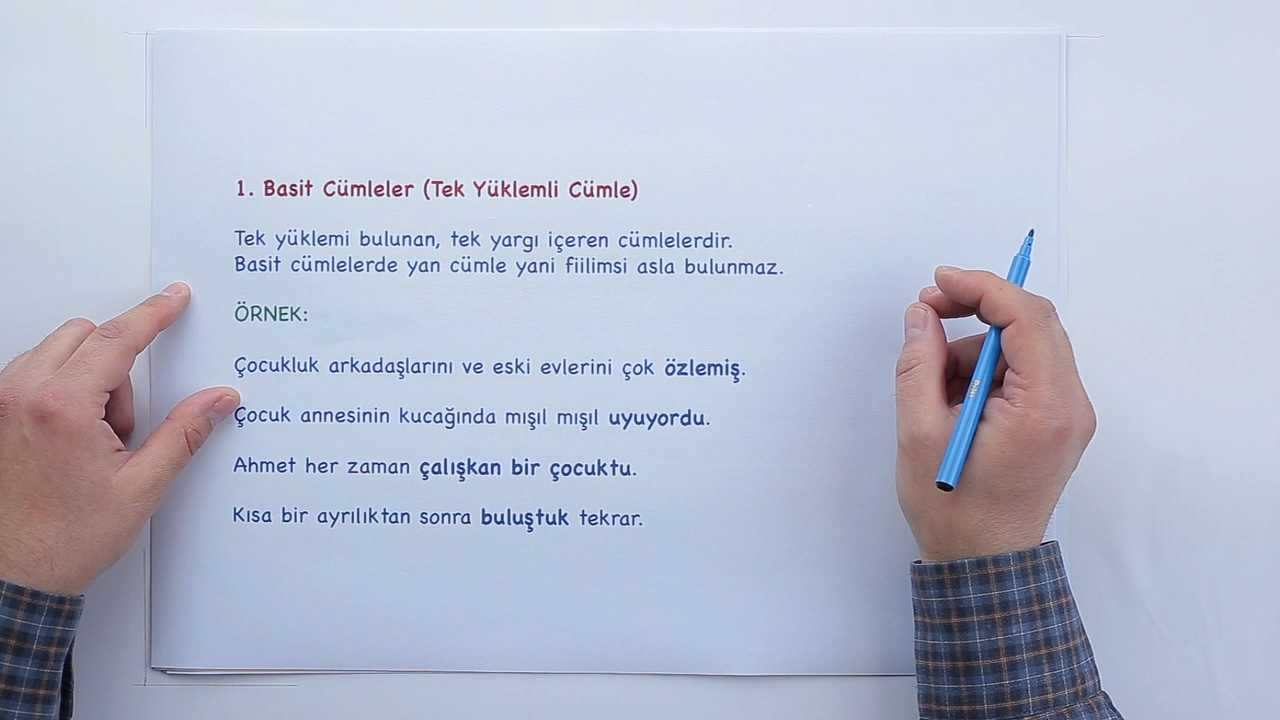 1. Basit Cümleler (Tek Yüklemli Cümle)
Tek yüklemi bulunan, tek yargı içeren cümlelerdir.
Basit cümlelerde yan cümle yani fiilimsi asla bulunmaz.
ÖRNEK:
Çocukluk arkadaşlarını ve eski evlerini çok özlemiş.
Çocuk annesinin kucağında mışıl mışıl uyuyordu.
Ahmet her zaman çalışkan bir çocuktu.
Kısa bir ayrılıktan sonra buluştuk tekrar.